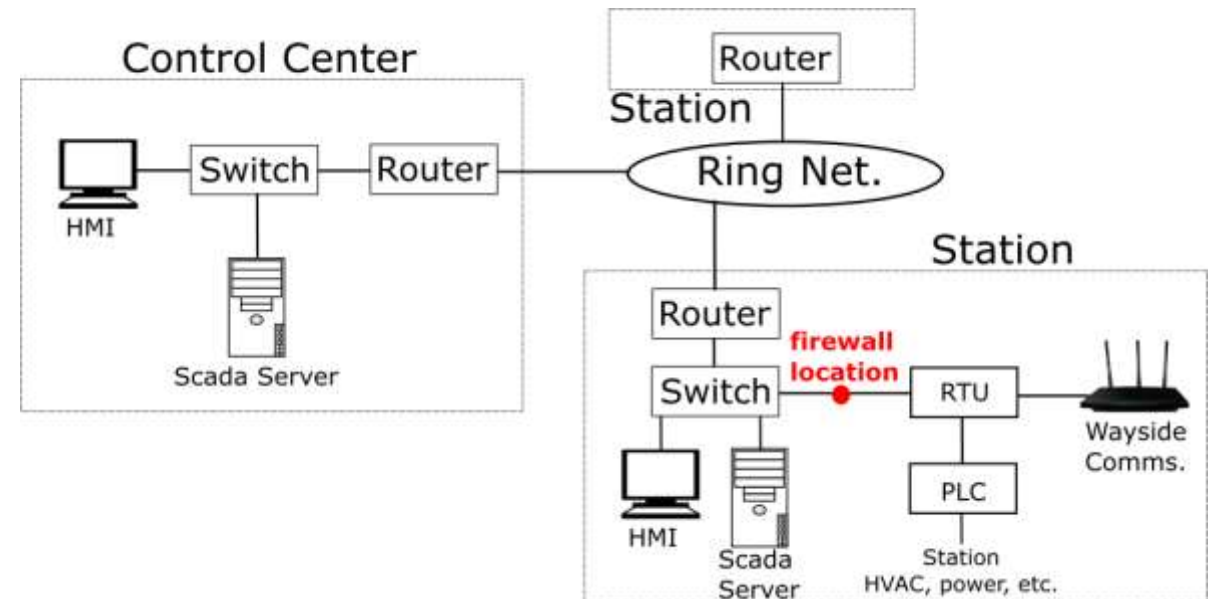 Control Center
HMI
Switch
Router
Scada Server
Router
Station
Ring Net.
Station
Router
Switch
firewall
location
RTU
Wayside
Comms.
PLC
HMI
Scada
Server
Station
HVAC, power, etc.